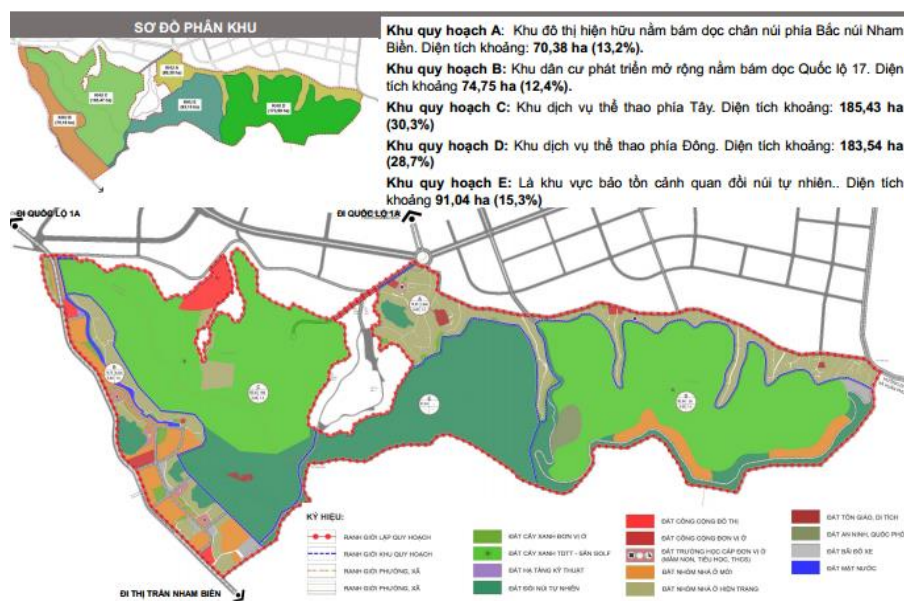 SƠ ĐỒ PHÂN KHU
Khu quy hoạch A: Khu đô thị hiện hữu nằm bám dọc chân núi phía Bắc núi Nham
Biền. Diện tích khoảng: 70,38 ha (13,2%).
Khu quy hoạch B: Khu dân cư phát triển mở rộng nằm bám dọc Quốc lộ 17. Diện
tích khoảng 74,75 ha (12,4%).
Khu quy hoạch C: Khu dịch vụ thể thao phía Tây. Diện tích khoảng: 185,43 ha
(30,3%)
Khu quy hoạch D: Khu dịch vụ thể thao phía Đông. Diện tích khoảng: 183,54 ha
(28,7%)
Khu quy hoạch E: Là khu vực bảo tồn cảnh quan đồi núi tự nhiên.. Diện tích
khoảng 91,04 ha (15,3%)
KHU A
KHU C
KHU B
KHU E
KHU D
ĐI QUỐC LỘ 1A
ĐI QUỐC LỘ 1A
A
B
C
E
D
ĐI THỊ TRẤN NHAM BIỀN
KÝ HIỆU:
RANH GIỚI LẬP QUY HOẠCH
RANH GIỚI KHU QUY HOẠCH
RANH GIỚI PHƯỜNG, XÃ
RANH GIỚI PHƯỜNG, XÃ
ĐẤT CÂY XANH ĐƠN VỊ Ở
ĐẤT CÂY XANH TDTT - SÂN GOLF
ĐẤT HẠ TẦNG KỸ THUẬT
ĐẤT ĐỒI NÚI TỰ NHIÊN
ĐẤT CÔNG CỘNG ĐÔ THỊ
ĐẤT CÔNG CỘNG ĐƠN VỊ Ở
ĐẤT TRƯỜNG HỌC CẤP ĐƠN VỊ Ở
(MẦM NON, TIỂU HỌC, THCS)
ĐẤT NHÓM NHÀ Ở MỚI
ĐẤT NHÓM NHÀ Ở HIỆN TRẠNG
ĐẤT TÔN GIÁO, DI TÍCH
ĐẤT AN NINH, QUỐC PHÒ
ĐẤT BÃI ĐỖ XE
ĐẤT MẶT NƯỚC